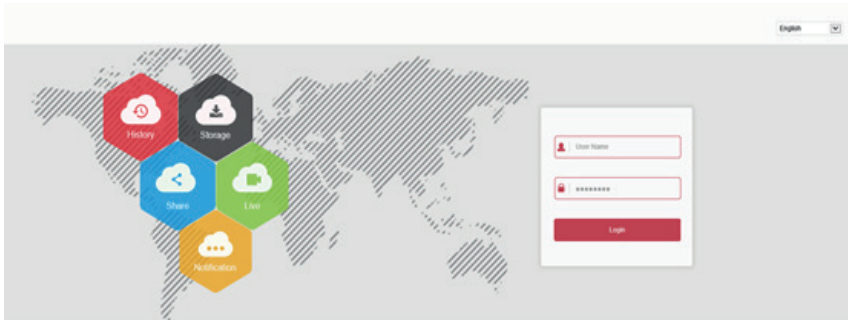 English
History
Storage
Share
Live
Notification
User Name
Login